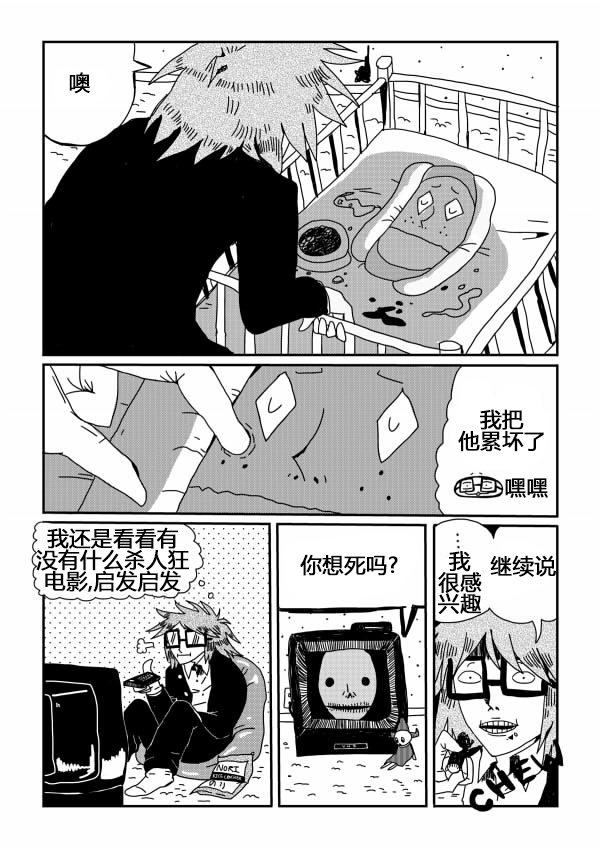 噢
我把
他累坏了
嘿嘿
我还是看看有
没有什么杀人狂
电影,启发启发
NORI
你想死吗?
…
我
很感
兴趣
继续说
CHEW